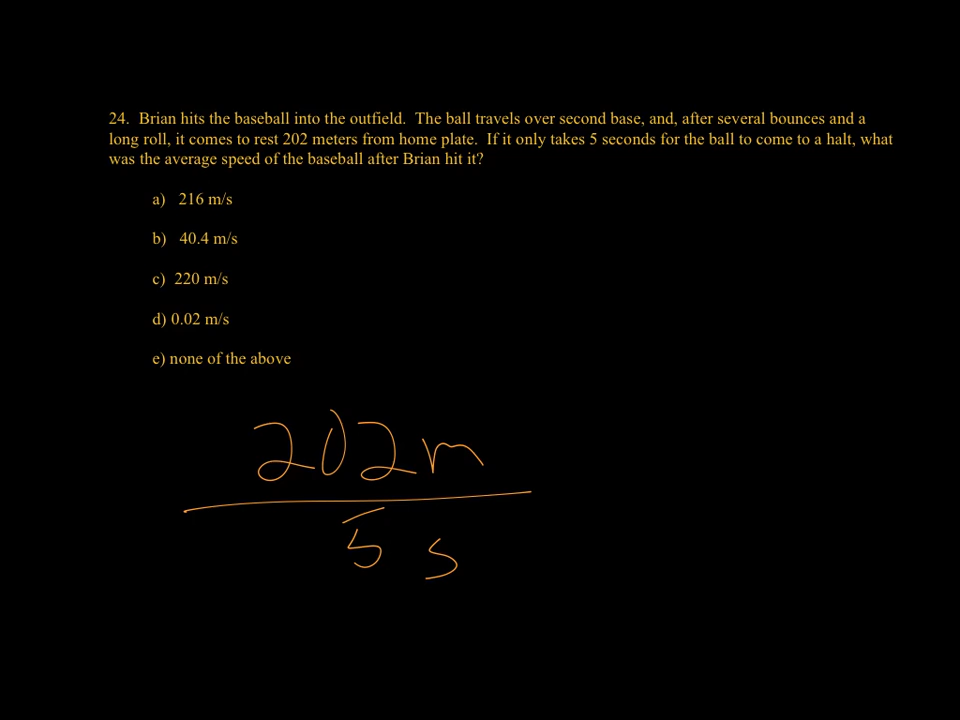 24. Brian hits the baseball into the outfield. The ball travels over second base, and, after several bounces and a
long roll, it comes to rest 202 meters from home plate. If it only takes 5 seconds for the ball to come to a halt, what
was the average speed of the baseball after Brian hit it?
a) 216 m/s
b) 40.4 m/s
c) 220 m/s
d) 0.02 m/s
e) none of the above
202 m
5 s